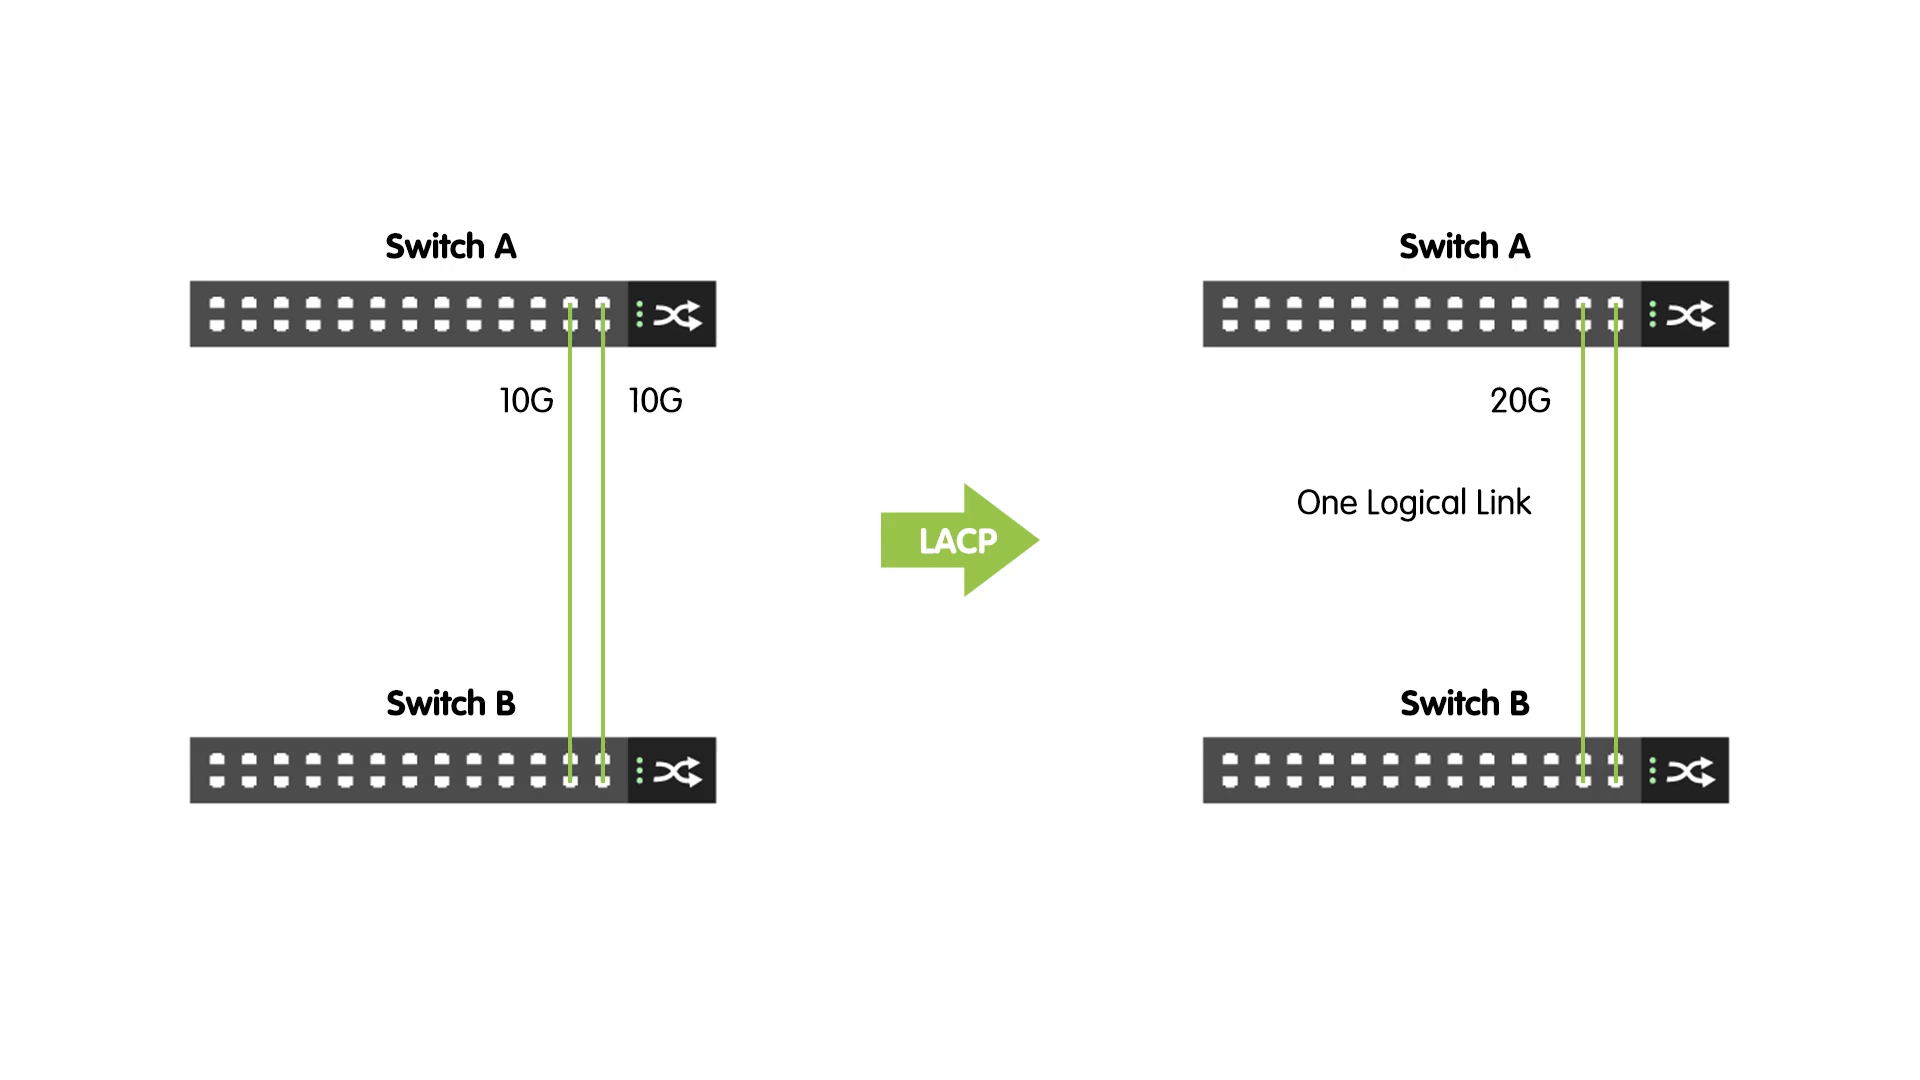 Switch A
10G
10G
Switch B
LACP
Switch A
20G
One Logical Link
Switch B